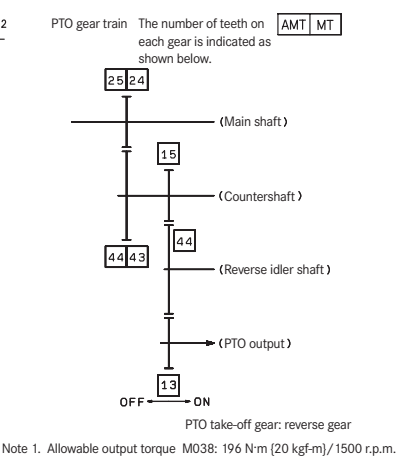 2
PTO gear train The number of teeth on AMT MT
each gear is indicated as
shown below.
25 24
(Main shaft)
15
(Countershaft)
44
44 43
(Reverse idler shaft)
(PTO output)
13
OFF ON
PTO take-off gear: reverse gear
Note 1. Allowable output torque M038: 196 N·m {20 kgf-m}/1500 r.p.m.